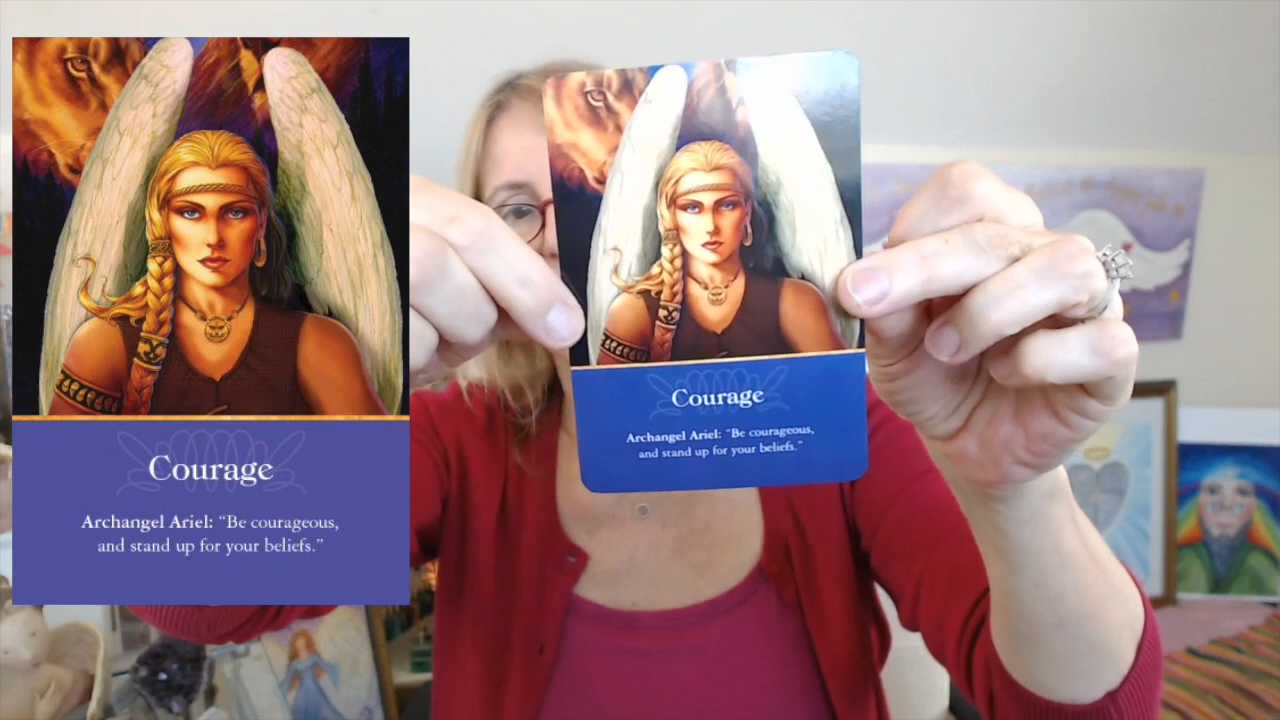 Courage
Archangel Ariel: “Be courageous,
and stand up for your beliefs.”
Courage
Archangel Ariel: “Be courageous,
and stand up for your beliefs.”